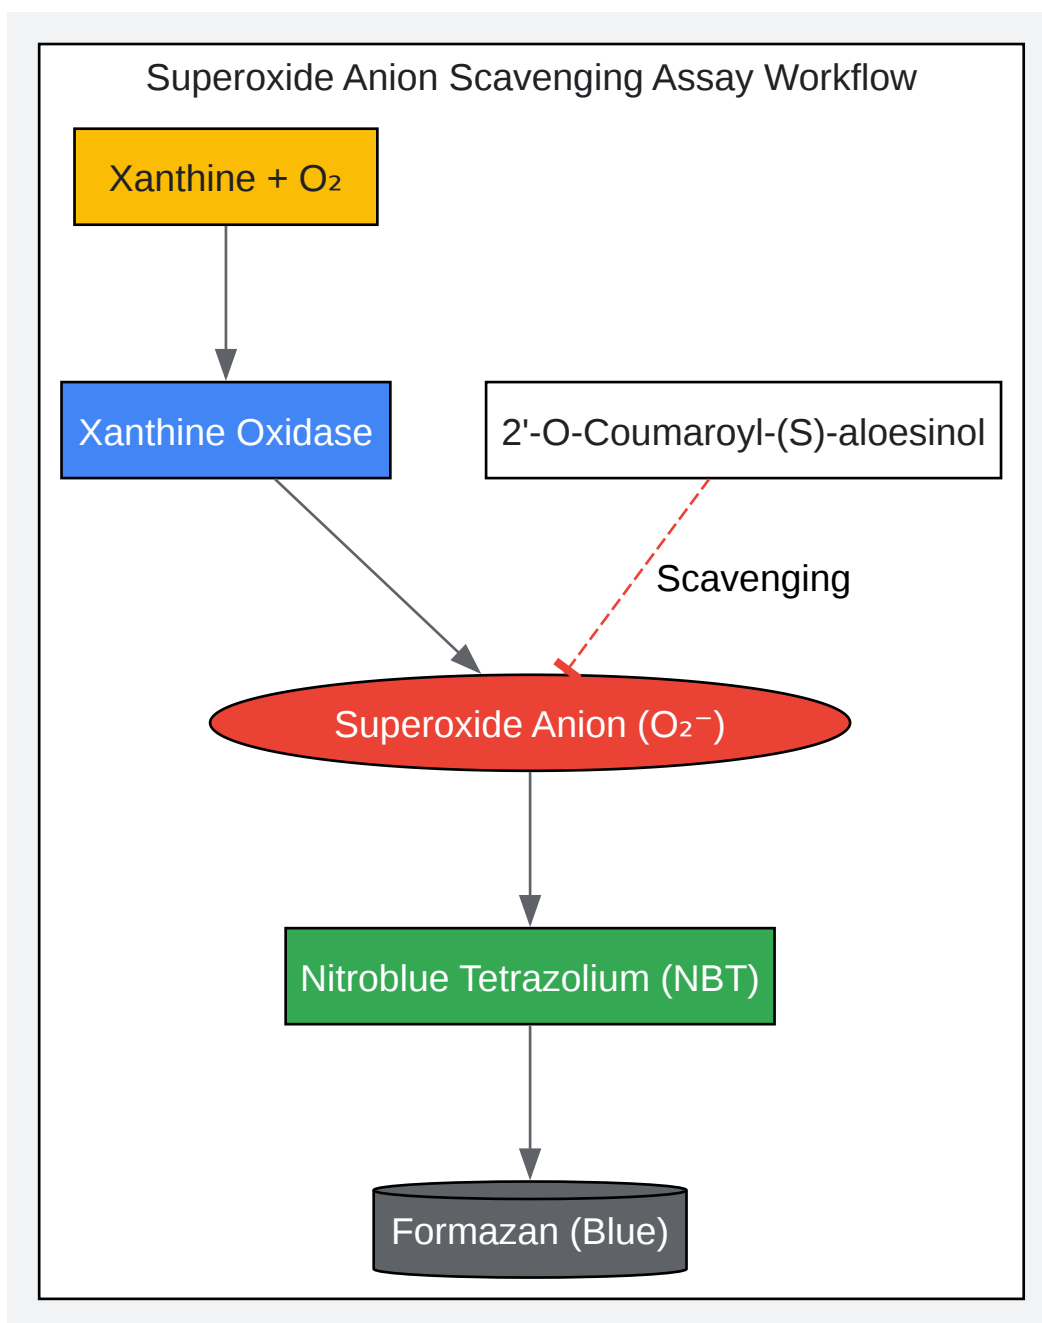 Superoxide Anion Scavenging Assay Workflow
Xanthine + O₂
Xanthine Oxidase
2'-O-Coumaroyl-(S)-aloesinol
Scavenging
Superoxide Anion (O₂⁻)
Nitroblue Tetrazolium (NBT)
Formazan (Blue)